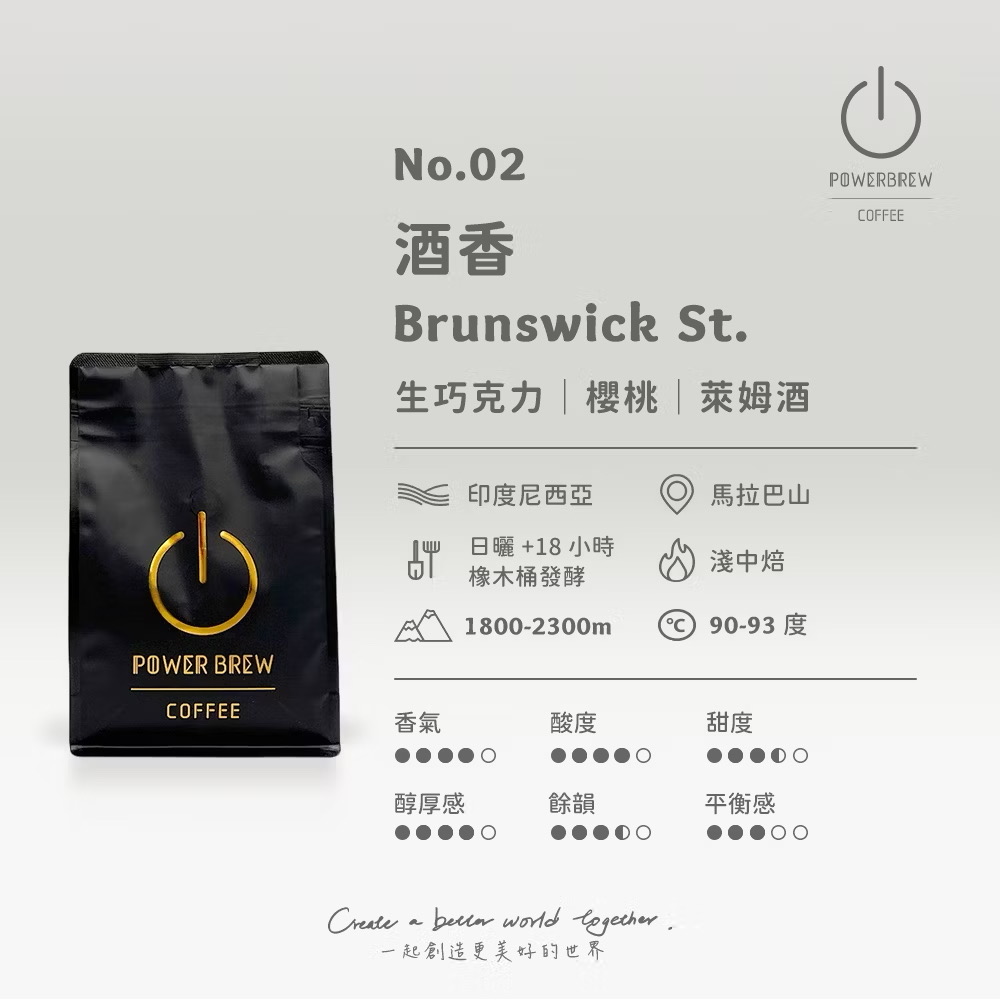 POWERBREW
COFFEE
No.02
酒香
Brunswick St.
生巧克力｜櫻桃｜萊姆酒
印度尼西亞
馬拉巴山
日曬 +18 小時
橡木桶發酵
淺中焙
1800-2300m
°C
90-93 度
POWER BREW
COFFEE
香氣
酸度
甜度
醇厚感
餘韻
平衡感
Create a better world together.
一起創造更美好的世界